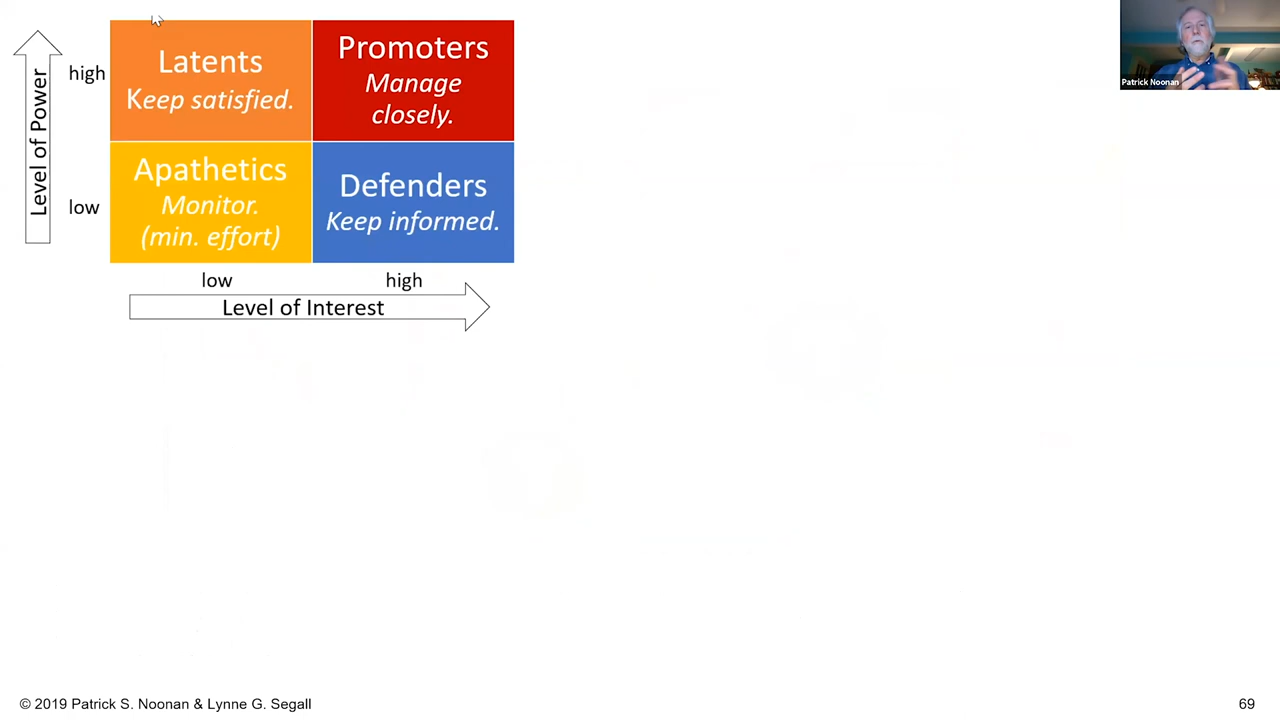 Level of Power
high
low
Latents
Keep satisfied.
Promoters
Manage
closely.
Apathetics
Monitor.
(min. effort)
Defenders
Keep informed.
low
high
Level of Interest
Patrick Noonan
© 2019 Patrick S. Noonan & Lynne G. Segall
69